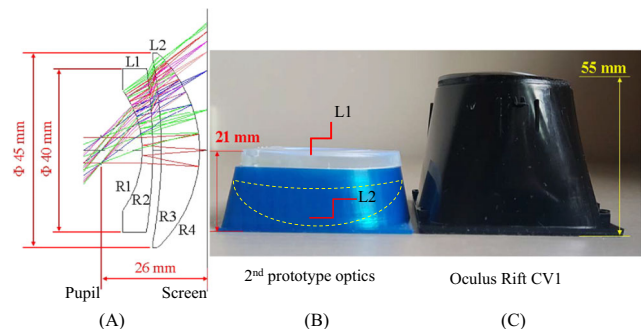 L2
L1
Φ 45 mm
Φ 40 mm
R1
R2
R3
R4
26 mm
Pupil
Screen
(A)
21 mm
L1
L2
2nd prototype optics
(B)
55 mm
Oculus Rift CV1
(C)